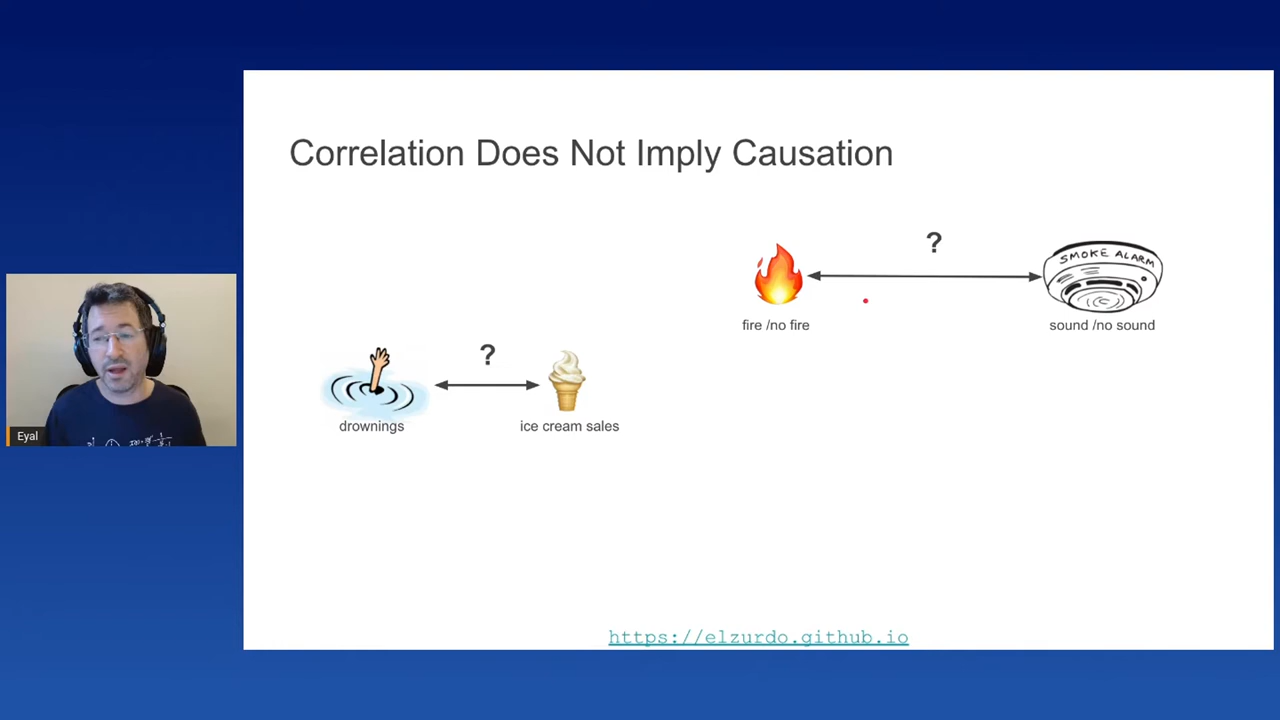 Correlation Does Not Imply Causation
?
SMOKE ALARM
fire /no fire
sound /no sound
?
drownings
ice cream sales
Eyal
https://elzurdo.github.io